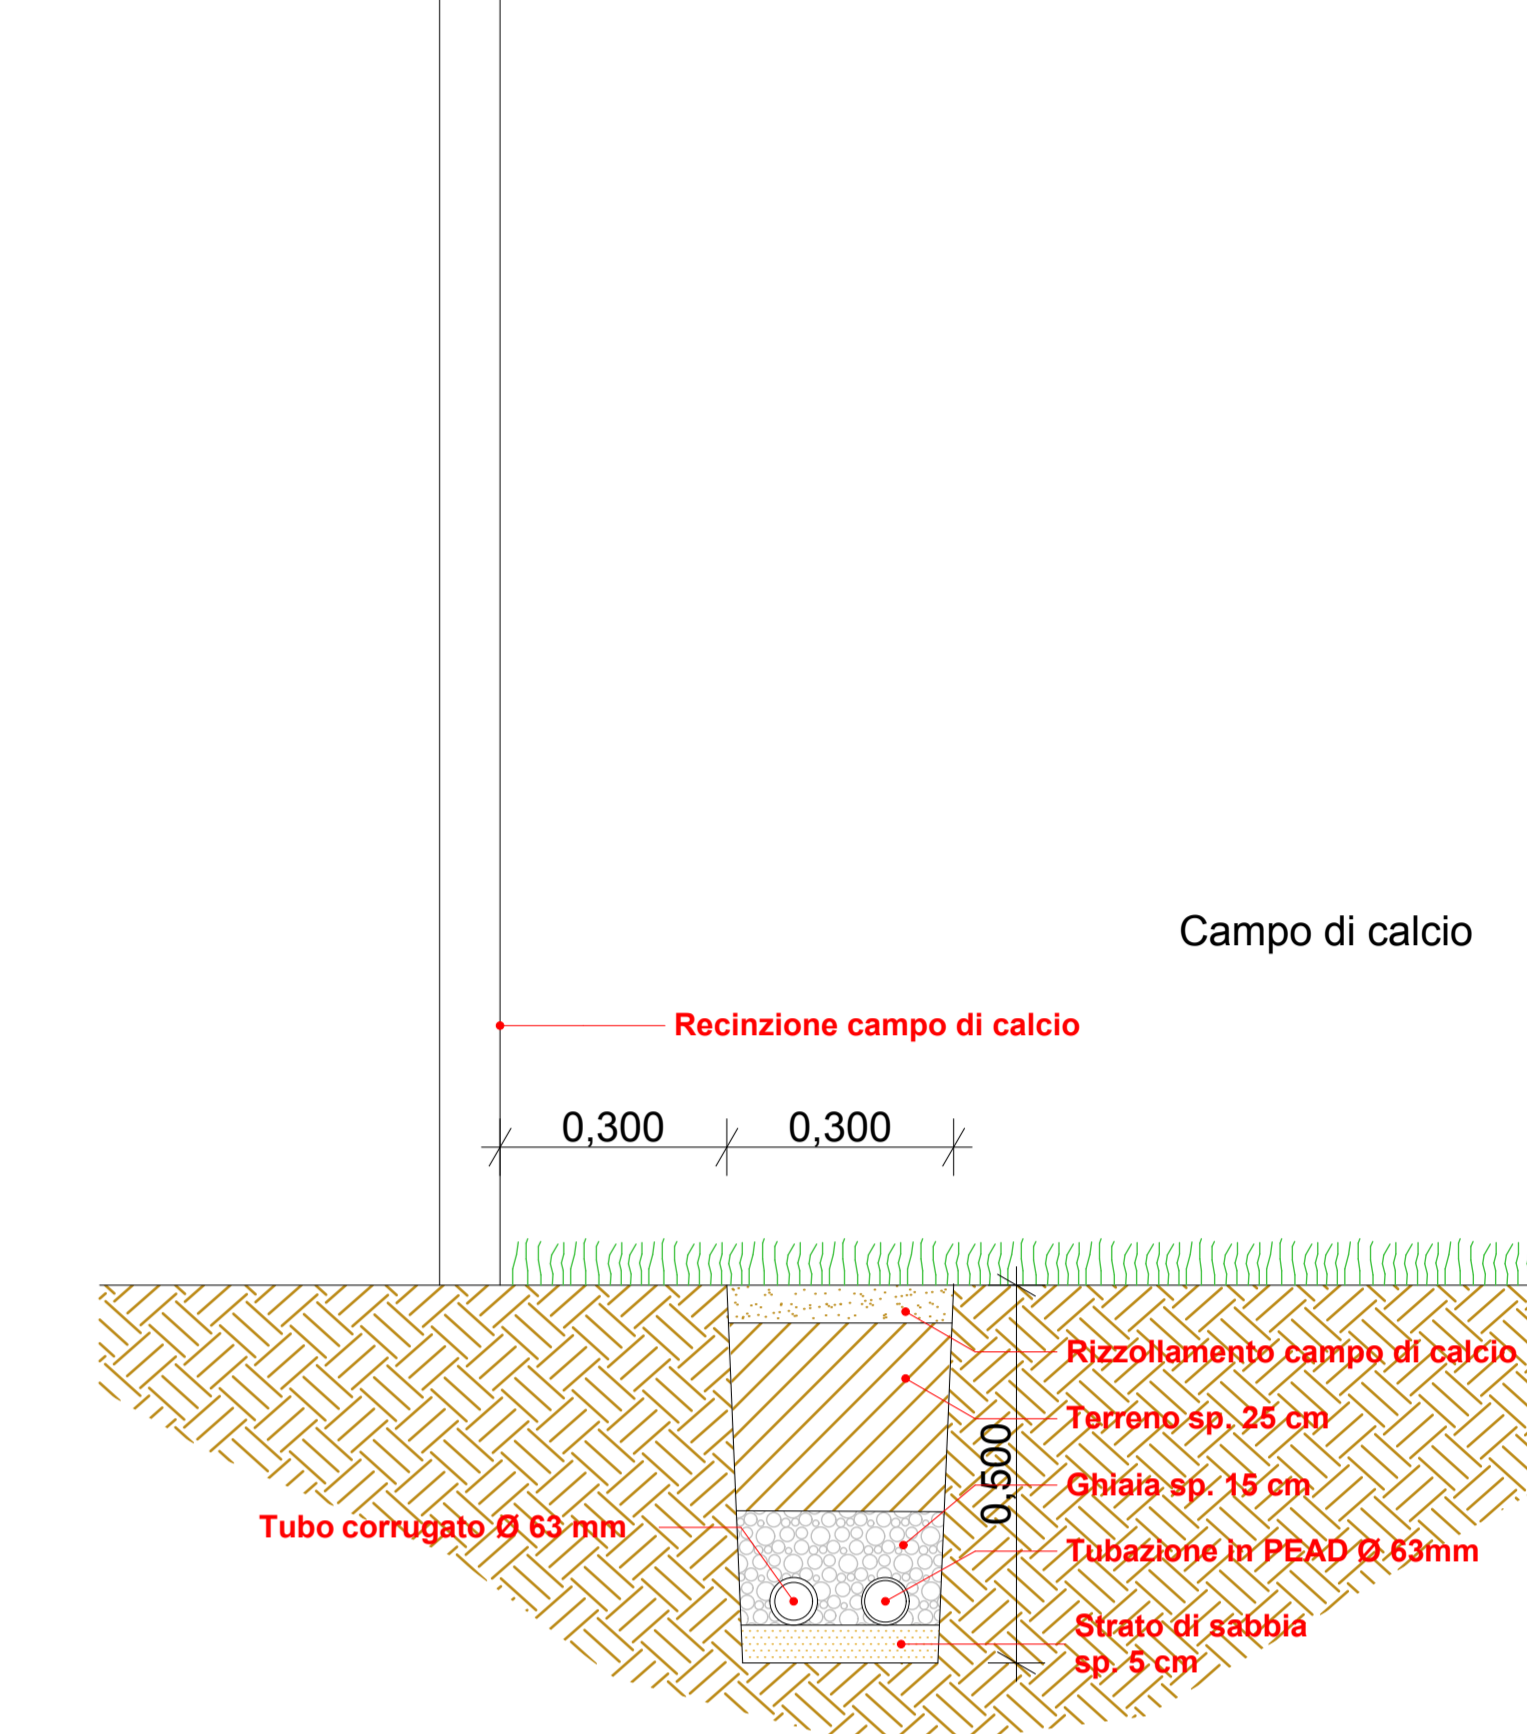 Campo di calcio
Recinzione campo di calcio
0,300
0,300
Rizzollamento campo di calcio
Terreno sp. 25 cm
0,500
Ghiaia sp. 15 cm
Tubo corrugato Ø 63 mm
Tubazione in PEAD Ø 63mm
Strato di sabbia
sp. 5 cm